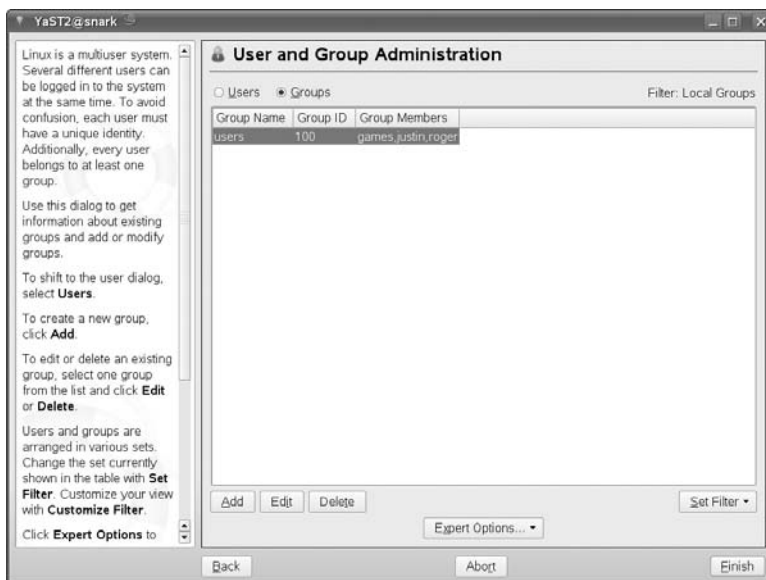 YaST2@snark
Linux is a multiuser system.
Several different users can
be logged in to the system
at the same time. To avoid
confusion, each user must
have a unique identity.
Additionally, every user
belongs to at least one
group.
Use this dialog to get
information about existing
groups and add or modify
groups.
To shift to the user dialog,
select Users.
To create a new group,
click Add.
To edit or delete an existing
group, select one group
from the list and click Edit
or Delete.
Users and groups are
arranged in various sets.
Change the set currently
shown in the table with Set
Filter. Customize your view
with Customize Filter.
Click Expert Options to
User and Group Administration
Users Groups Filter: Local Groups
Group Name Group ID Group Members
users 100 games,justin,roger
Add Edit Delete Set Filter
Expert Options...
Back Abort Finish